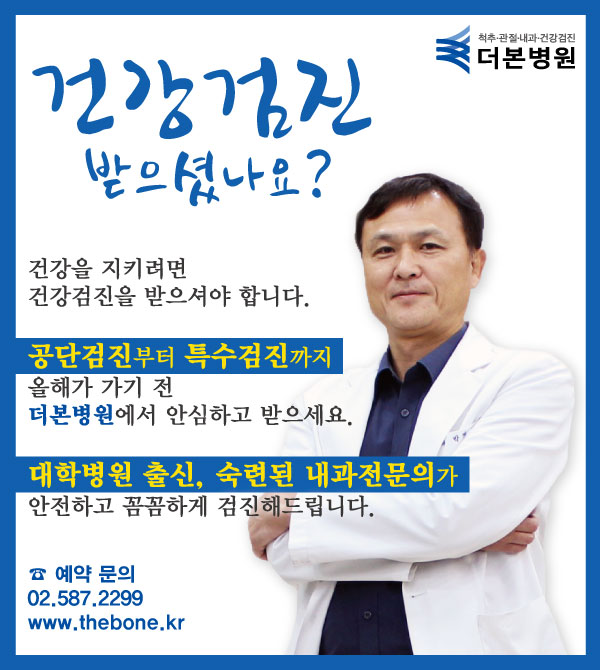 척추·관절·내과·건강검진
더본병원
건강검진
받으셨나요?
건강을 지키려면
건강검진을 받으셔야 합니다.
공단검진부터 특수검진까지
올해가 가기 전
더본병원에서 안심하고 받으세요.
대학병원 출신, 숙련된 내과전문의가
안전하고 꼼꼼하게 검진해드립니다.
☎ 예약 문의
02.587.2299
www.thebone.kr